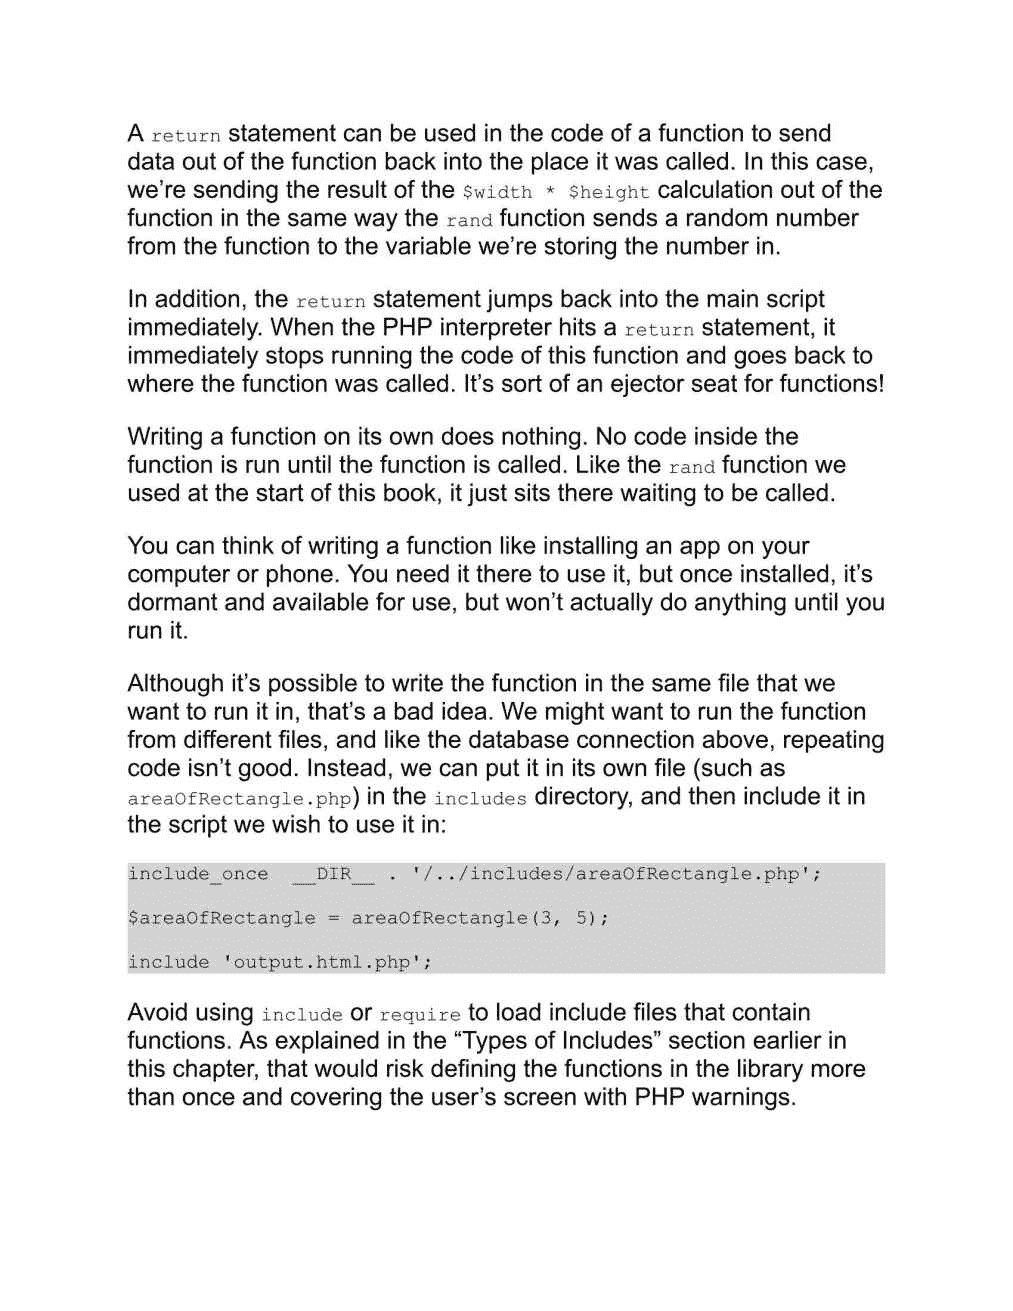 A return statement can be used in the code of a function to send
data out of the function back into the place it was called. In this case,
we’re sending the result of the $width * $height calculation out of the
function in the same way the rand function sends a random number
from the function to the variable we’re storing the number in.
In addition, the return statement jumps back into the main script
immediately. When the PHP interpreter hits a return statement, it
immediately stops running the code of this function and goes back to
where the function was called. It’s sort of an ejector seat for functions!
Writing a function on its own does nothing. No code inside the
function is run until the function is called. Like the rand function we
used at the start of this book, it just sits there waiting to be called.
You can think of writing a function like installing an app on your
computer or phone. You need it there to use it, but once installed, it’s
dormant and available for use, but won’t actually do anything until you
run it.
Although it’s possible to write the function in the same file that we
want to run it in, that’s a bad idea. We might want to run the function
from different files, and like the database connection above, repeating
code isn’t good. Instead, we can put it in its own file (such as
areaOfRectangle.php) in the includes directory, and then include it in
the script we wish to use it in:
include_once  __DIR__ . '/../includes/areaOfRectangle.php';
$areaOfRectangle = areaOfRectangle(3, 5);
include 'output.html.php';
Avoid using include or require to load include files that contain
functions. As explained in the “Types of Includes” section earlier in
this chapter, that would risk defining the functions in the library more
than once and covering the user’s screen with PHP warnings.